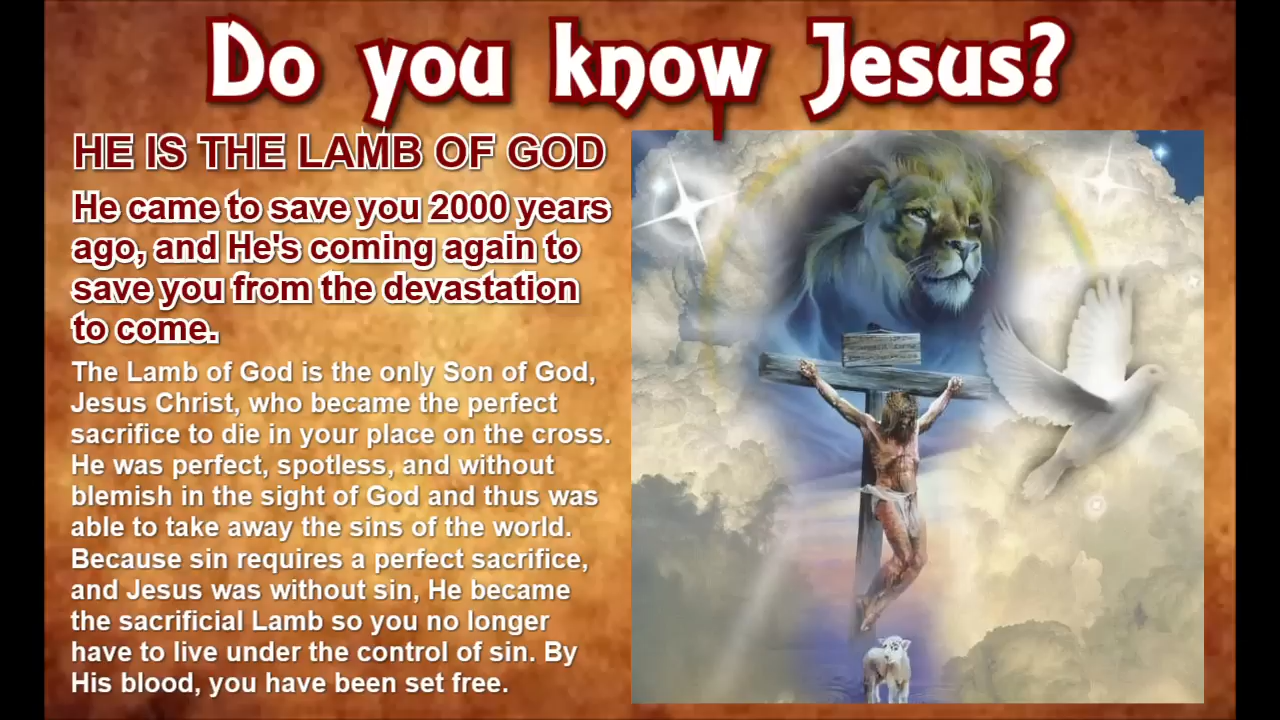 Do you know Jesus?
HE IS THE LAMB OF GOD
He came to save you 2000 years
ago, and He's coming again to
save you from the devastation
to come.
The Lamb of God is the only Son of God,
Jesus Christ, who became the perfect
sacrifice to die in your place on the cross.
He was perfect, spotless, and without
blemish in the sight of God and thus was
able to take away the sins of the world.
Because sin requires a perfect sacrifice,
and Jesus was without sin, He became
the sacrificial Lamb so you no longer
have to live under the control of sin. By
His blood, you have been set free.